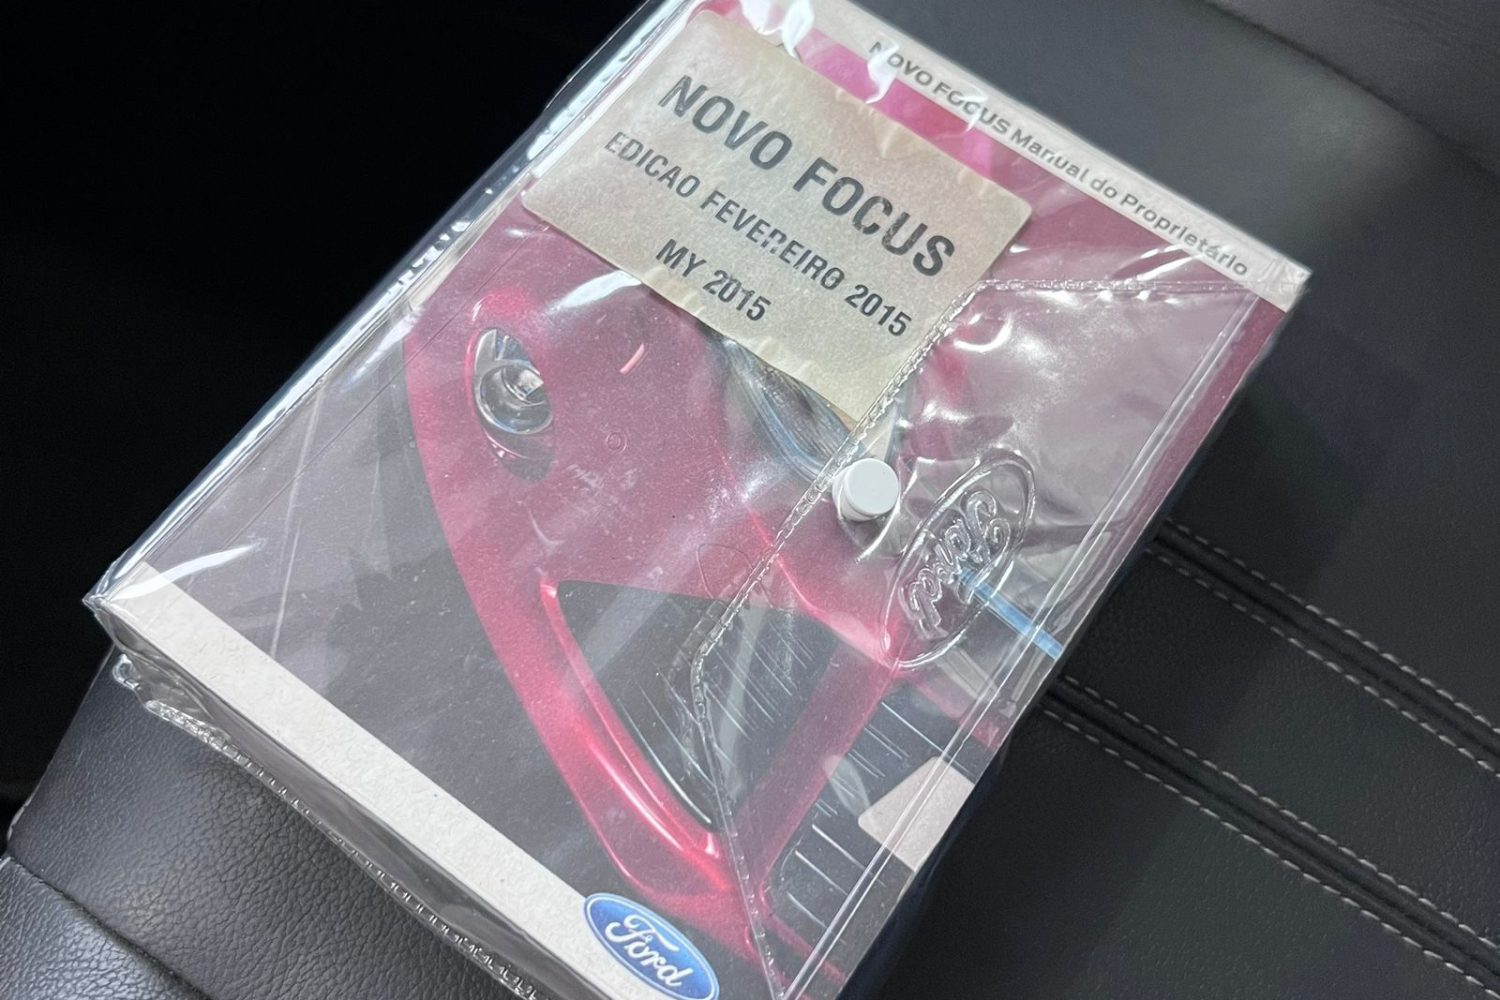 NOVO FOCUS Manual do Proprietário
NOVO FOCUS
EDICAO FEVEREIRO 2015
MY 2015
Ford
Ford